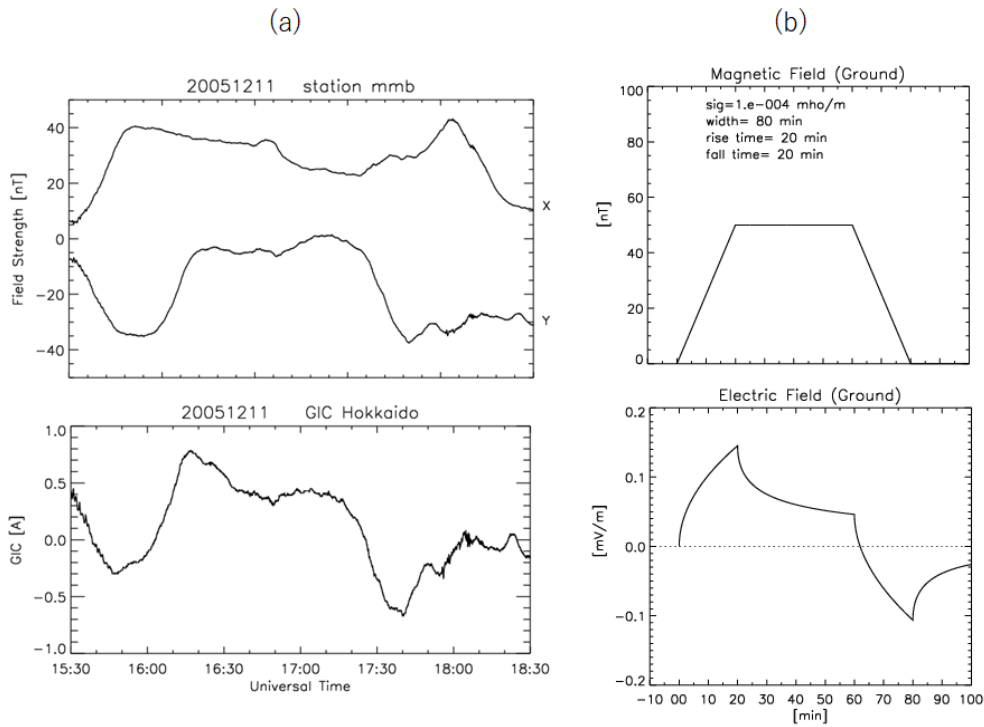 (a)
20051211 station mmb
Field Strength [nT]
40
20
0
−20
−40
X
Y
20051211 GIC Hokkaido
GIC [A]
1.0
0.5
0.0
−0.5
−1.0
15:30 16:00 16:30 17:00 17:30 18:00 18:30
Universal Time
(b)
Magnetic Field (Ground)
sig=1.e−004 mho/m
width= 80 min
rise time= 20 min
fall time= 20 min
[nT]
100
80
60
40
20
0
Electric Field (Ground)
[mV/m]
0.2
0.1
0.0
−0.1
−0.2
−10 00 10 20 30 40 50 60 70 80 90 100
[min]